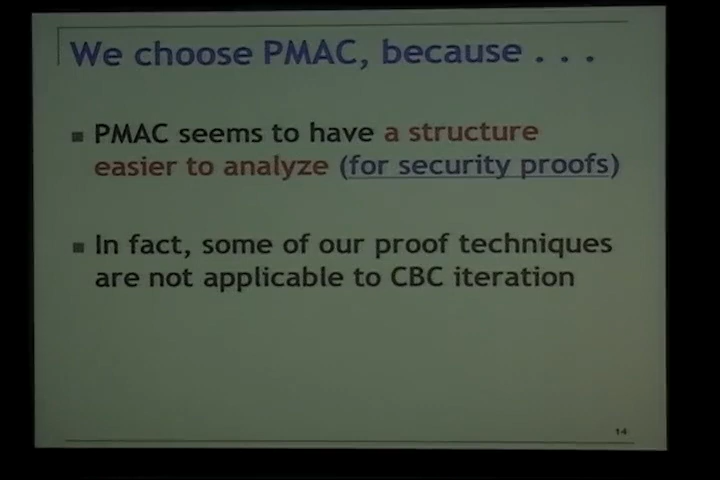 We choose PMAC, because . . .
PMAC seems to have a structure
easier to analyze (for security proofs)
In fact, some of our proof techniques
are not applicable to CBC iteration
14